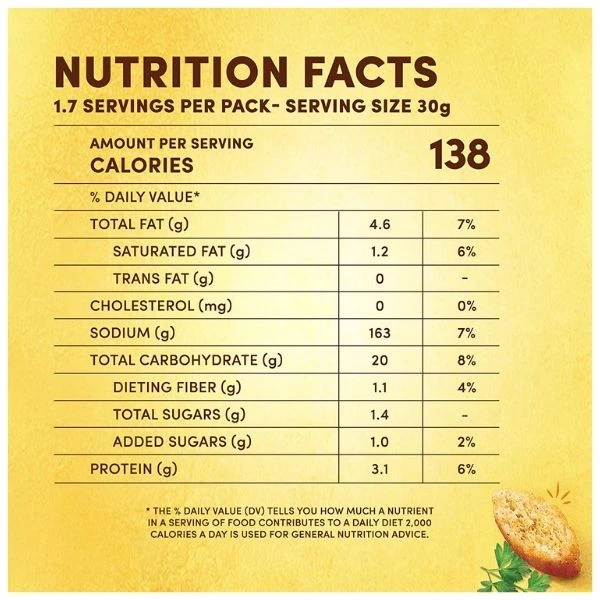 NUTRITION FACTS
1.7 SERVINGS PER PACK- SERVING SIZE 30g
AMOUNT PER SERVING
CALORIES 138
% DAILY VALUE*
TOTAL FAT (g) 4.6 7%
SATURATED FAT (g) 1.2 6%
TRANS FAT (g) 0 -
CHOLESTEROL (mg) 0 0%
SODIUM (g) 163 7%
TOTAL CARBOHYDRATE (g) 20 8%
DIETING FIBER (g) 1.1 4%
TOTAL SUGARS (g) 1.4 -
ADDED SUGARS (g) 1.0 2%
PROTEIN (g) 3.1 6%
* THE % DAILY VALUE (DV) TELLS YOU HOW MUCH A NUTRIENT
IN A SERVING OF FOOD CONTRIBUTES TO A DAILY DIET 2,000
CALORIES A DAY IS USED FOR GENERAL NUTRITION ADVICE.